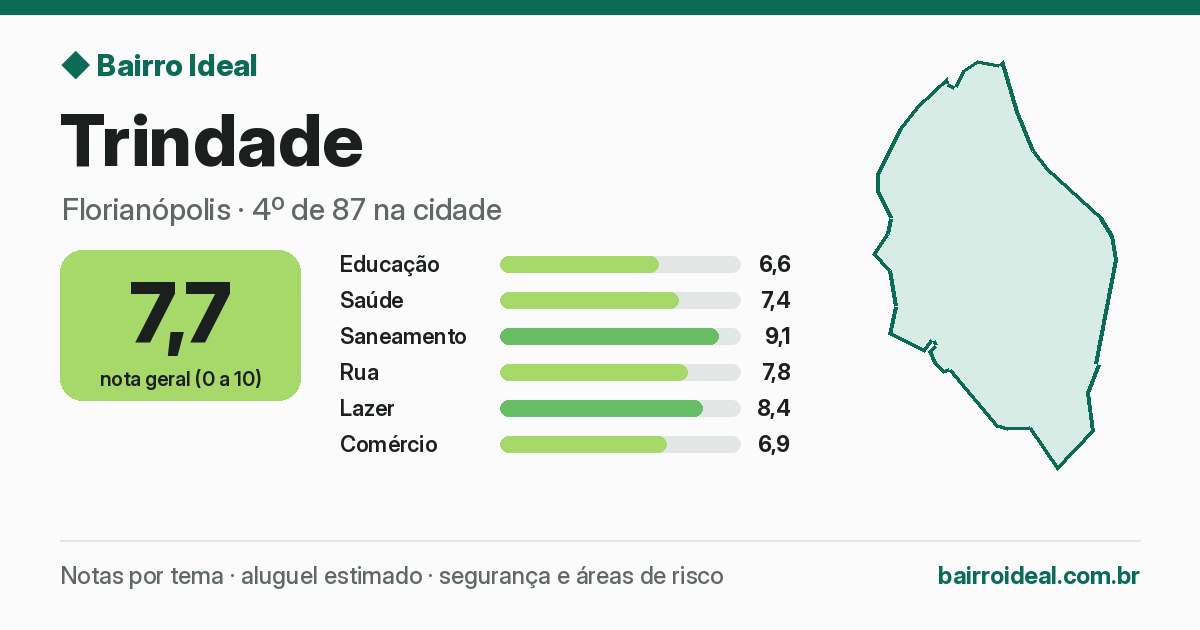 Bairro Ideal
Trindade
Florianópolis · 4º de 87 na cidade
7,7
nota geral (0 a 10)
Educação 6,6
Saúde 7,4
Saneamento 9,1
Rua 7,8
Lazer 8,4
Comércio 6,9
Notas por tema · aluguel estimado · segurança e áreas de risco
bairroideal.com.br